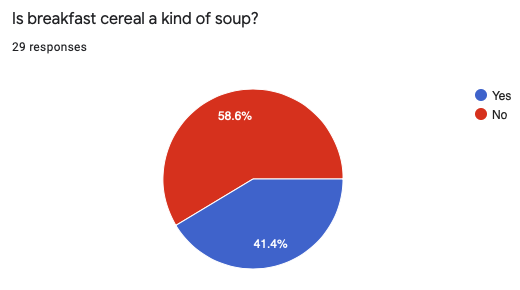 Is breakfast cereal a kind of soup?
29 responses
Yes
No
58.6%
41.4%